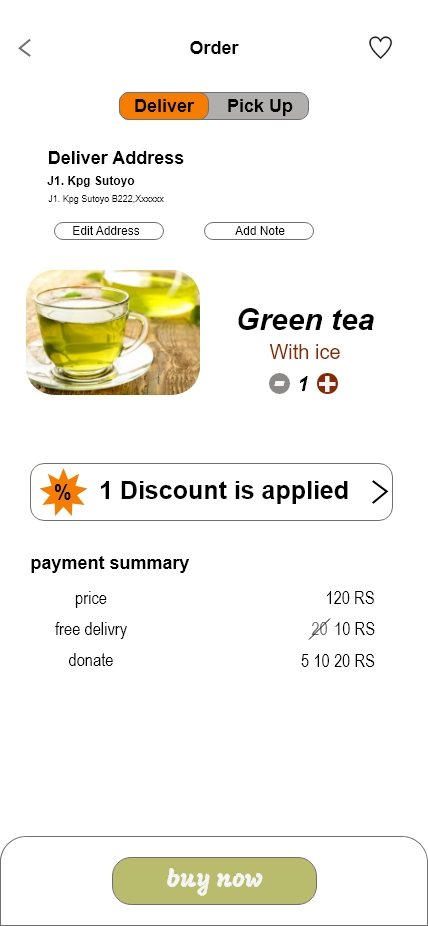 Order
Deliver Pick Up
Deliver Address
J1. Kpg Sutoyo
J1. Kpg Sutoyo B222,Xxxxxx
Edit Address Add Note
Green tea
With ice
- 1 +
% 1 Discount is applied >
payment summary
price 120 RS
free delivry 20 10 RS
donate 5 10 20 RS
buy now